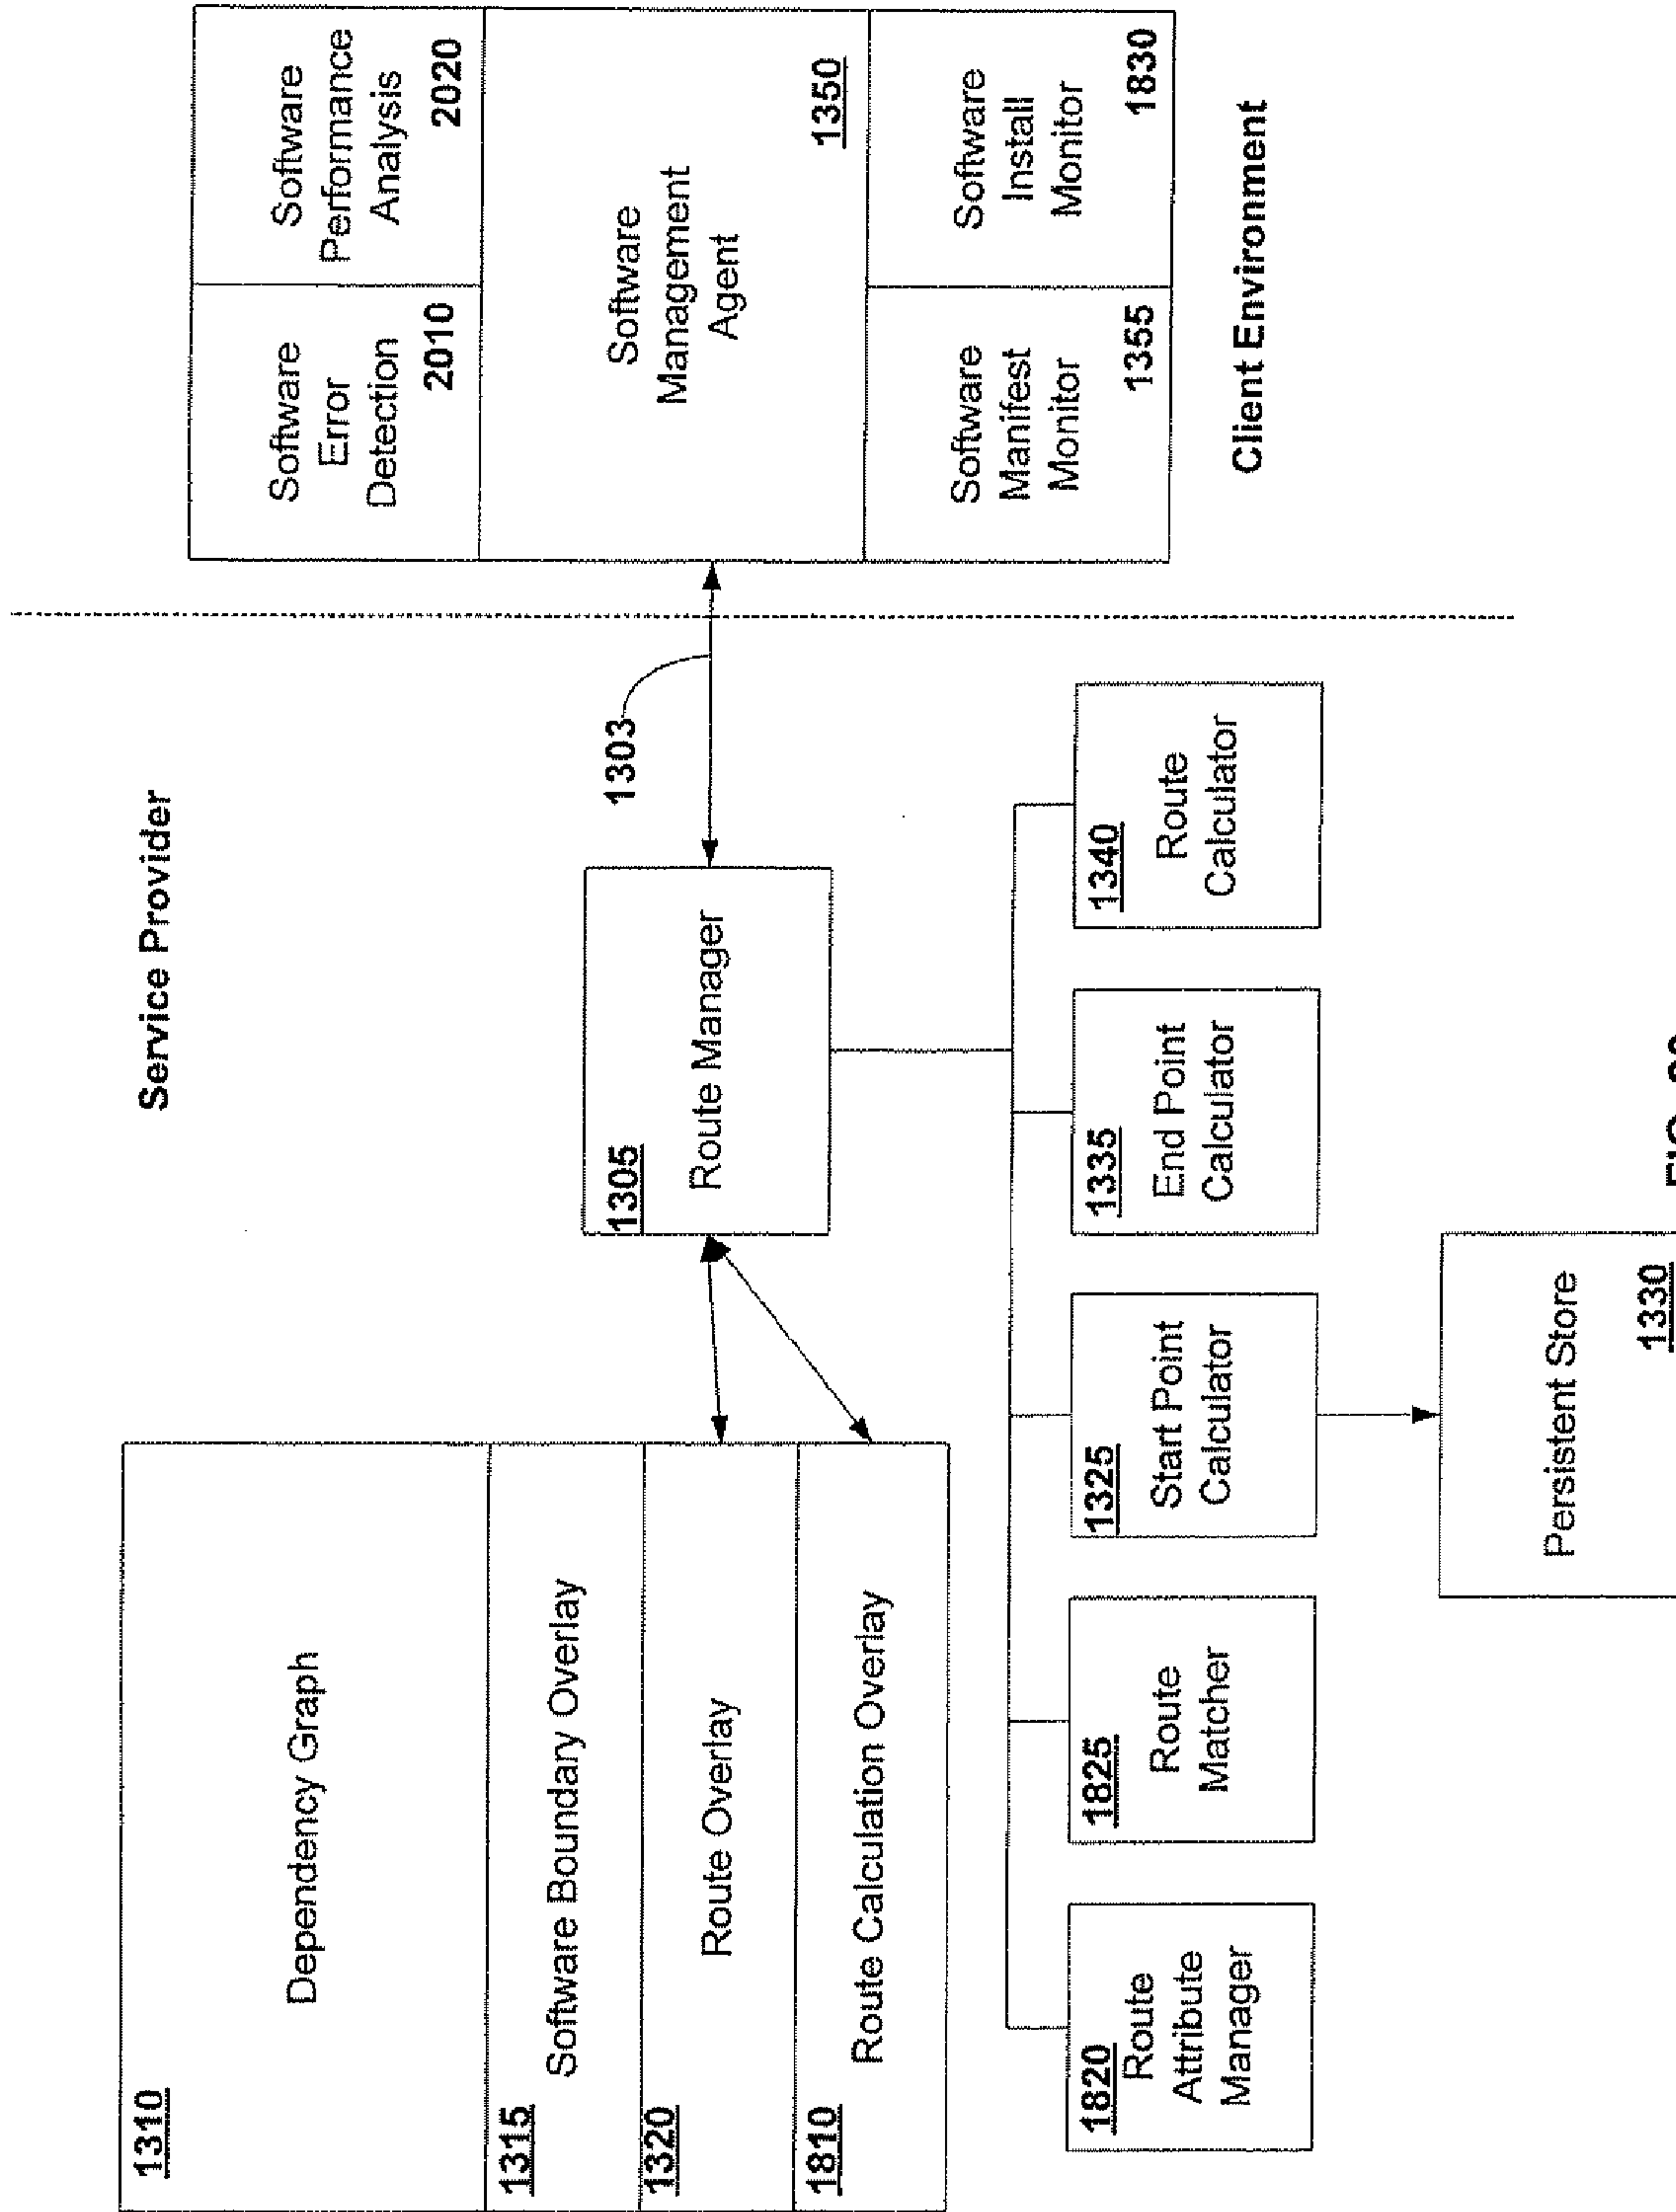 Service Provider
1310
Dependency Graph
1315
Software Boundary Overlay
1320
Route Overlay
1810
Route Calculation Overlay
1305
Route Manager
1303
1820
Route
Attribute
Manager
1825
Route
Matcher
1325
Start Point
Calculator
1335
End Point
Calculator
1340
Route
Calculator
Persistent Store
1330
Software
Error
Detection
2010
Software
Performance
Analysis
2020
Software
Management
Agent
1350
Software
Manifest
Monitor
1355
Software
Install
Monitor
1830
Client Environment
FIG.